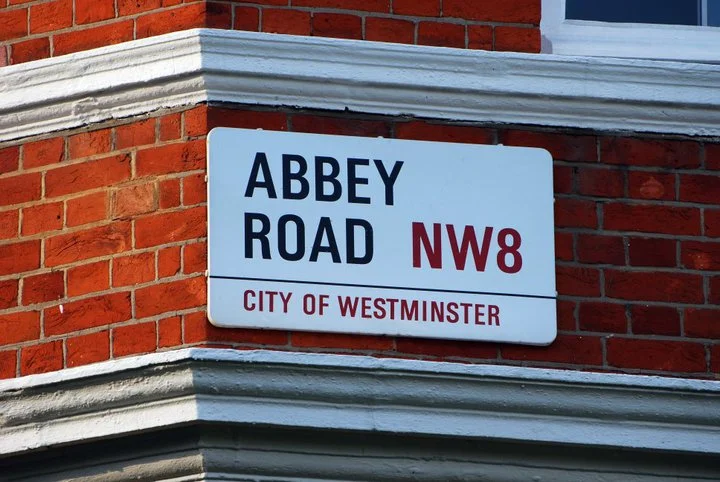 ABBEY
ROAD NW8
CITY OF WESTMINSTER